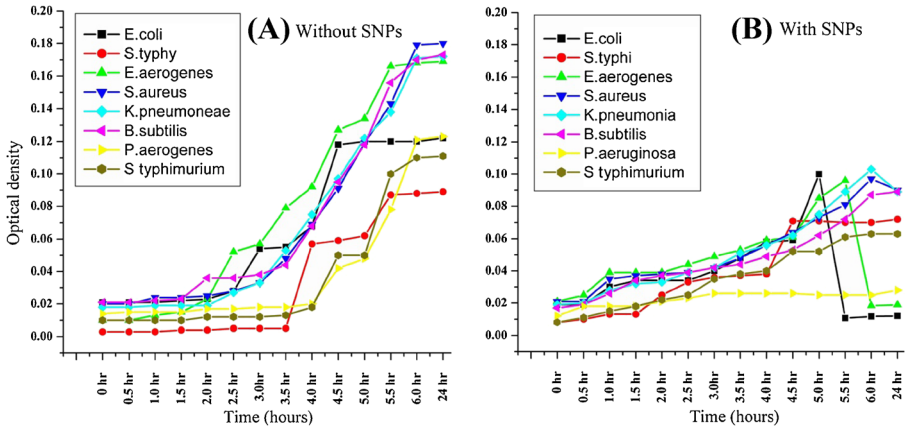 (A) Without SNPs
E.coli
S.typhy
E.aerogenes
S.aureus
K.pneumoneae
B.subtilis
P.aerogenes
S typhimurium
Optical density
0.20
0.18
0.16
0.14
0.12
0.10
0.08
0.06
0.04
0.02
0.00
0 hr
0.5 hr
1.0 hr
1.5 hr
2.0 hr
2.5 hr
3.0hr
3.5 hr
4.0 hr
4.5 hr
5.0 hr
5.5 hr
6.0 hr
24 hr
Time (hours)
(B) With SNPs
E.coli
S.typhi
E.aerogenes
S.aureus
K.pneumonia
B.subtilis
P.aeruginosa
S typhimurium
0.20
0.18
0.16
0.14
0.12
0.10
0.08
0.06
0.04
0.02
0.00
0 hr
0.5 hr
1.0 hr
1.5 hr
2.0 hr
2.5 hr
3.0hr
3.5 hr
4.0 hr
4.5 hr
5.0 hr
5.5 hr
6.0 hr
24 hr
Time (hours)